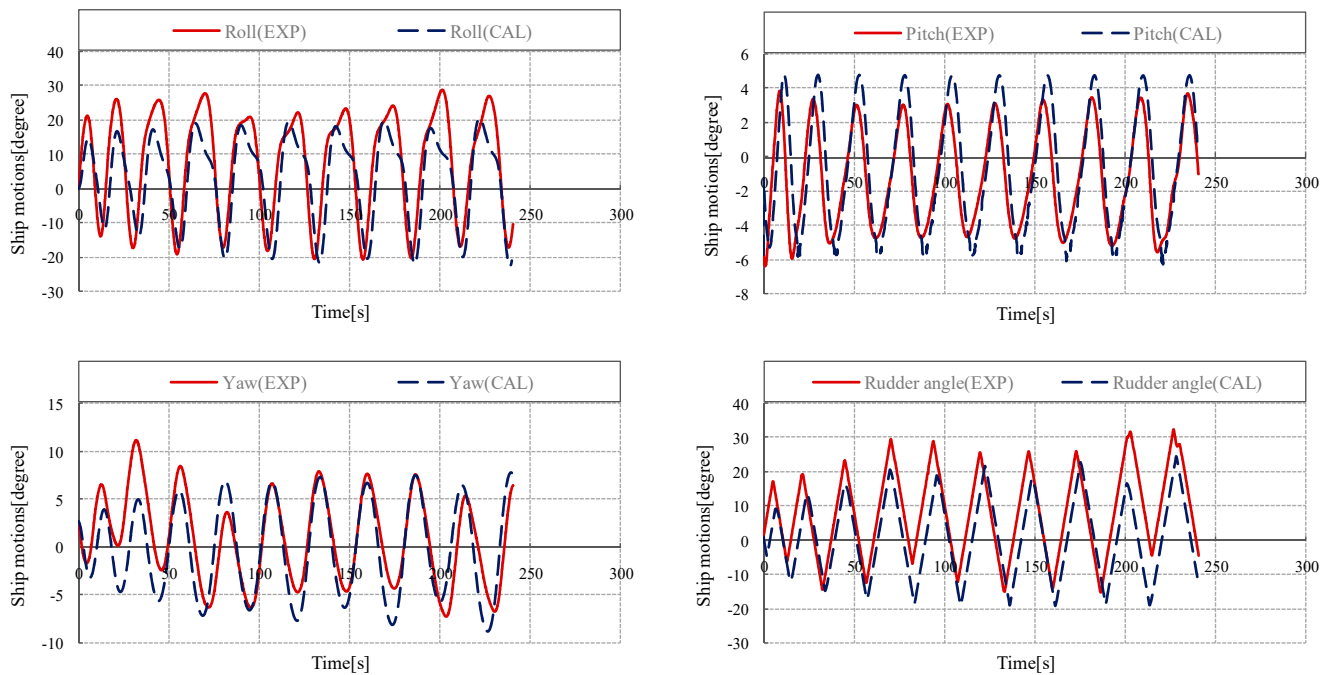 Roll(EXP) Roll(CAL)
40
30
20
10
0
-10
-20
-30
0 50 100 150 200 250 300
Ship motions[degree]
Time[s]
Pitch(EXP) Pitch(CAL)
6
4
2
0
-2
-4
-6
-8
0 50 100 150 200 250 300
Ship motions[degree]
Time[s]
Yaw(EXP) Yaw(CAL)
15
10
5
0
-5
-10
0 50 100 150 200 250 300
Ship motions[degree]
Time[s]
Rudder angle(EXP) Rudder angle(CAL)
40
30
20
10
0
-10
-20
-30
0 50 100 150 200 250 300
Ship motions[degree]
Time[s]